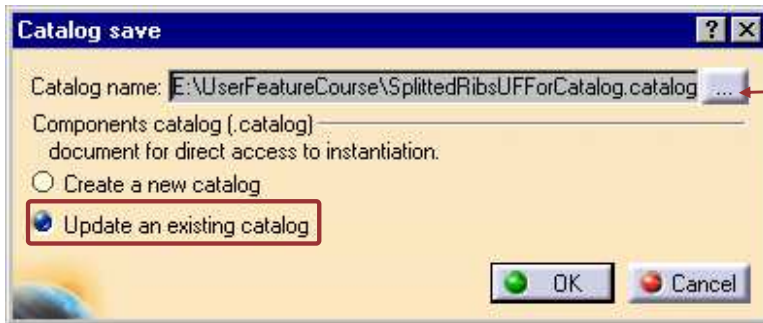 Catalog save
Catalog name: E:\UserFeatureCourse\SplittedRibsUFForCatalog.catalog ...
Components catalog (.catalog)
document for direct access to instantiation.
Create a new catalog
Update an existing catalog
OK Cancel